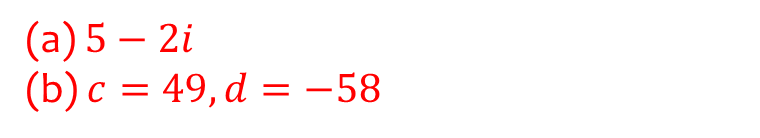 (a) 5 − 2i
(b) c = 49, d = −58